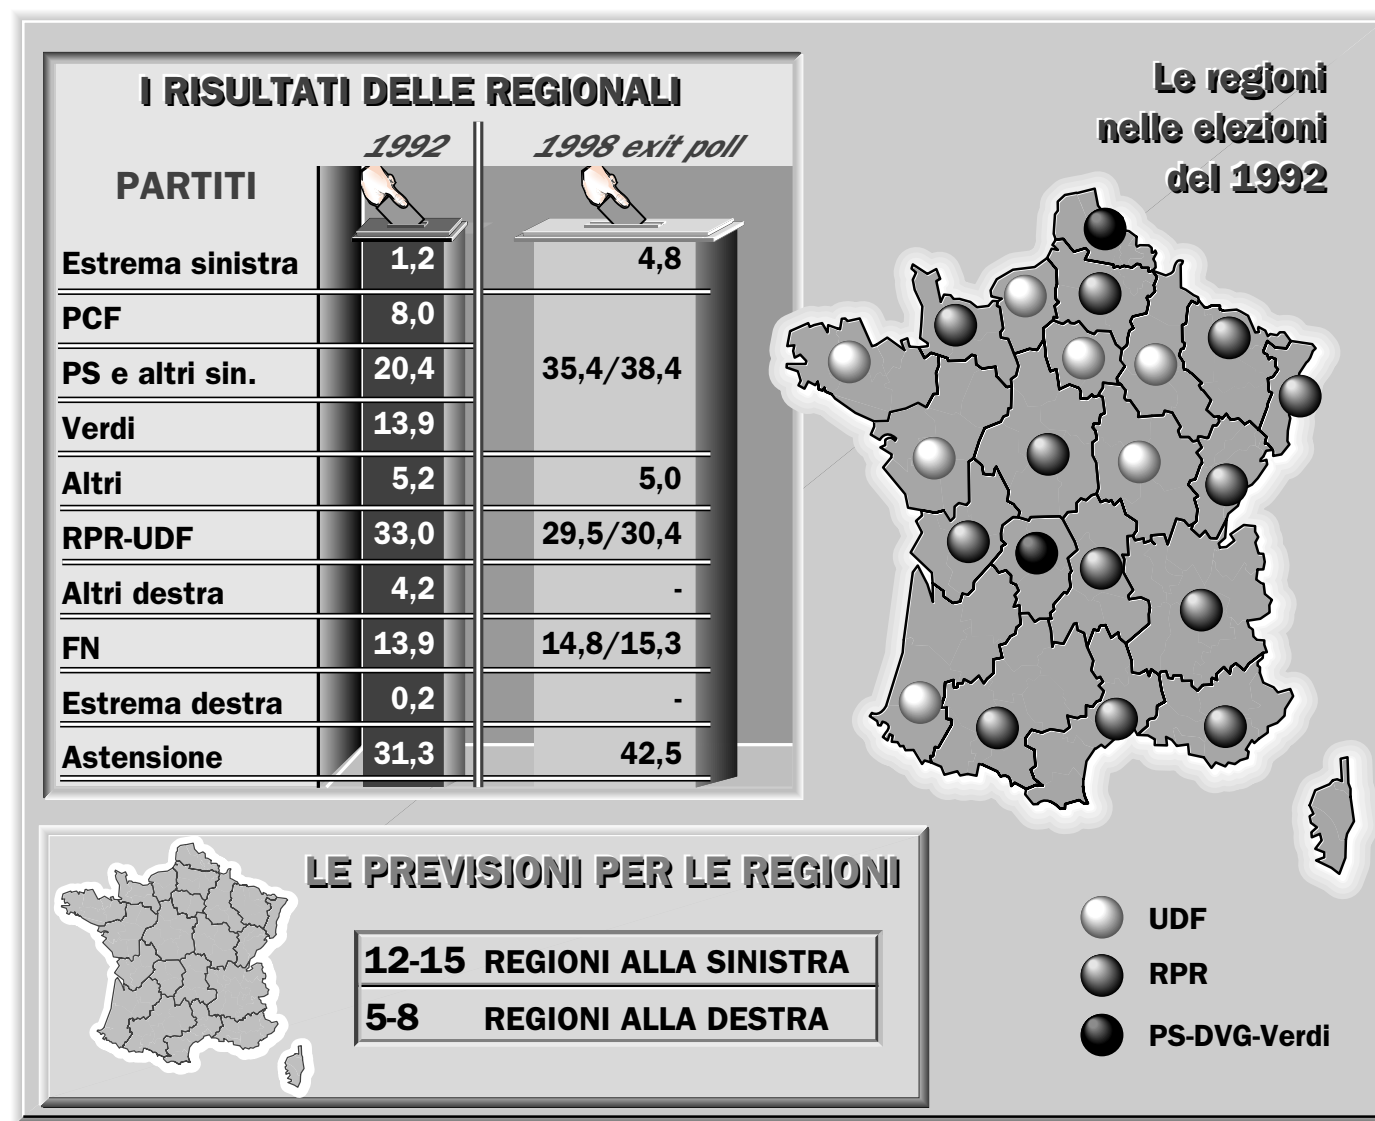 I RISULTATI DELLE REGIONALI
1992 1998 exit poll
PARTITI
Estrema sinistra 1,2 4,8
PCF 8,0
PS e altri sin. 20,4 35,4/38,4
Verdi 13,9
Altri 5,2 5,0
RPR-UDF 33,0 29,5/30,4
Altri destra 4,2 -
FN 13,9 14,8/15,3
Estrema destra 0,2 -
Astensione 31,3 42,5
Le regioni
nelle elezioni
del 1992
UDF
RPR
PS-DVG-Verdi
LE PREVISIONI PER LE REGIONI
12-15 REGIONI ALLA SINISTRA
5-8 REGIONI ALLA DESTRA